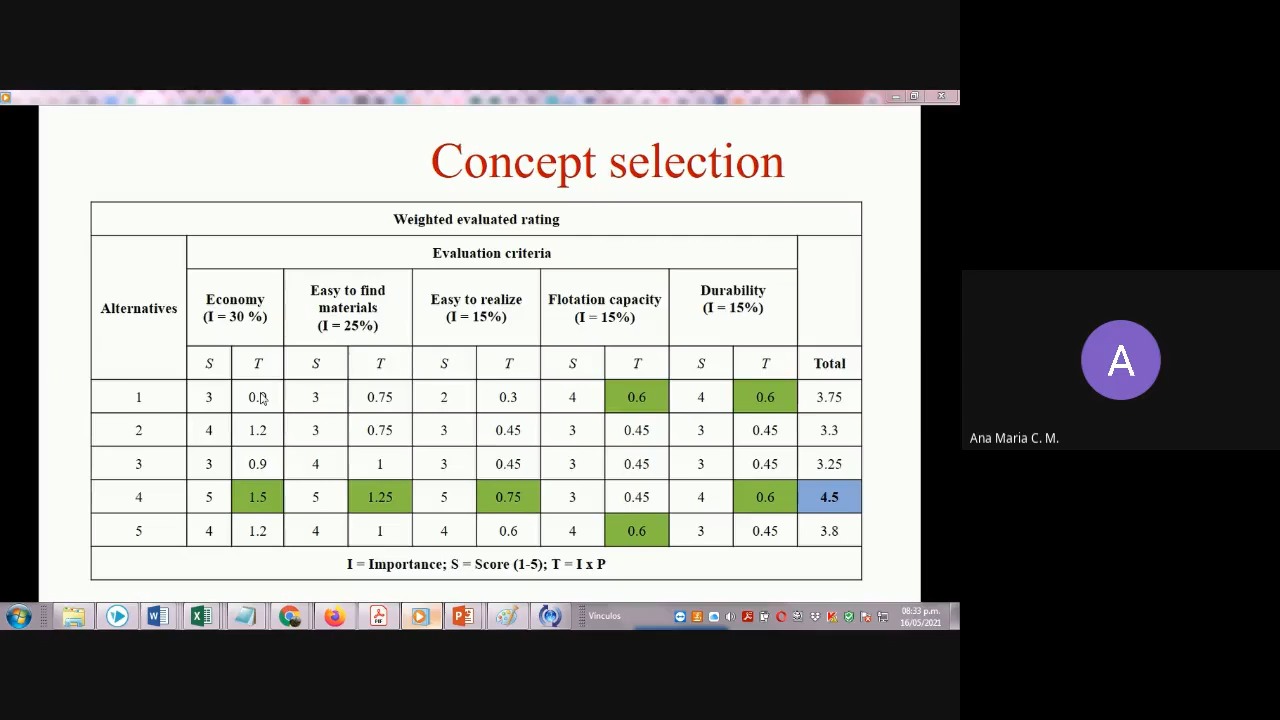 Concept selection
Weighted evaluated rating
Evaluation criteria
Alternatives
Economy
(I = 30 %)
Easy to find
materials
(I = 25%)
Easy to realize
(I = 15%)
Flotation capacity
(I = 15%)
Durability
(I = 15%)
S T S T S T S T S T Total
1 3 3 0.75 2 0.3 4 0.6 4 0.6 3.75
2 4 1.2 3 0.75 3 0.45 3 0.45 3 0.45 3.3
3 3 0.9 4 1 3 0.45 3 0.45 3 0.45 3.25
4 5 1.5 5 1.25 5 0.75 3 0.45 4 0.6 4.5
5 4 1.2 4 1 4 0.6 4 0.6 3 0.45 3.8
I = Importance; S = Score (1-5); T = I x P
Vínculos
08:33 p.m.
16/05/2021
A
Ana Maria C. M.